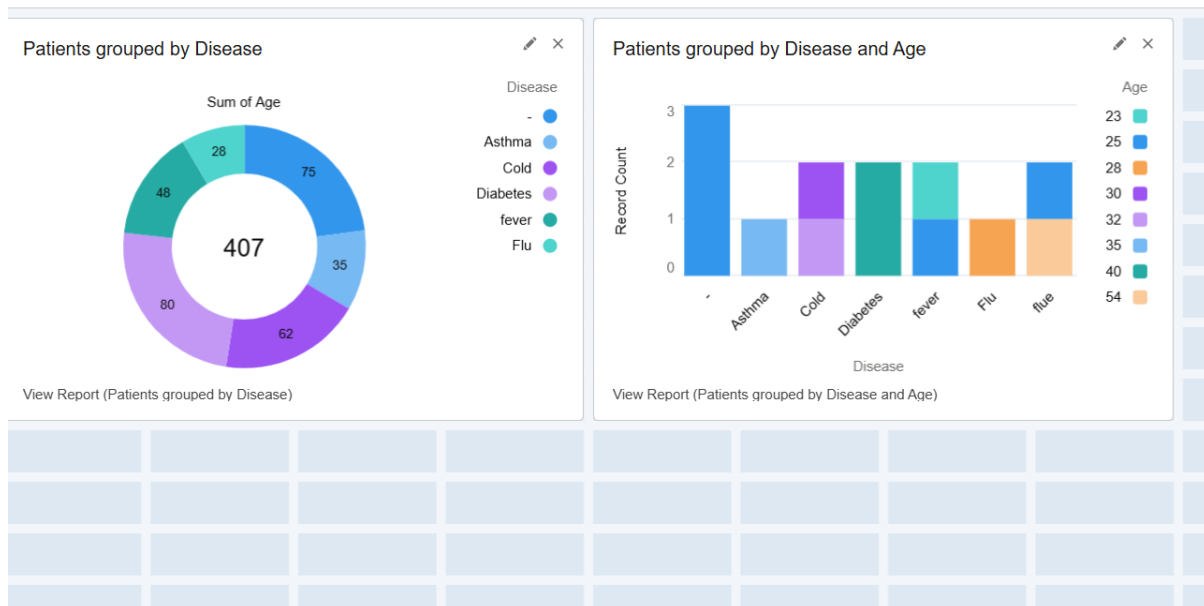 Patients grouped by Disease
Sum of Age
28
75
48
407
35
80
62
Disease
-
Asthma
Cold
Diabetes
fever
Flu
View Report (Patients grouped by Disease)
Patients grouped by Disease and Age
Record Count
3
2
1
0
-
Asthma
Cold
Diabetes
fever
Flu
flue
Disease
Age
23
25
28
30
32
35
40
54
View Report (Patients grouped by Disease and Age)